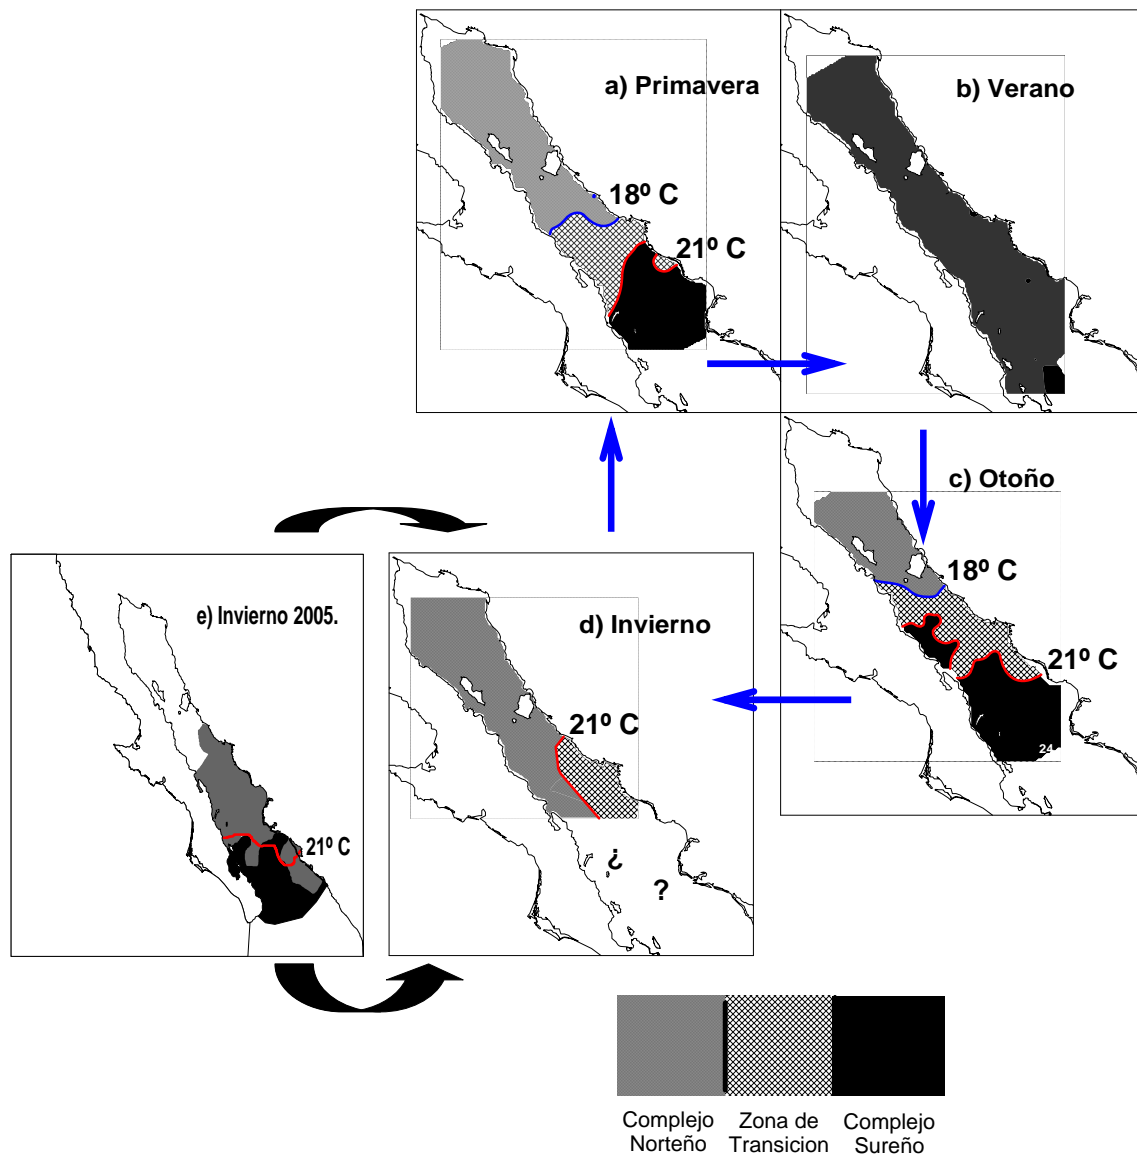 a) Primavera
18º C
21º C
b) Verano
c) Otoño
18º C
21º C
24
d) Invierno
21º C
¿
?
e) Invierno 2005.
21º C
Complejo
Norteño
Zona de
Transicion
Complejo
Sureño